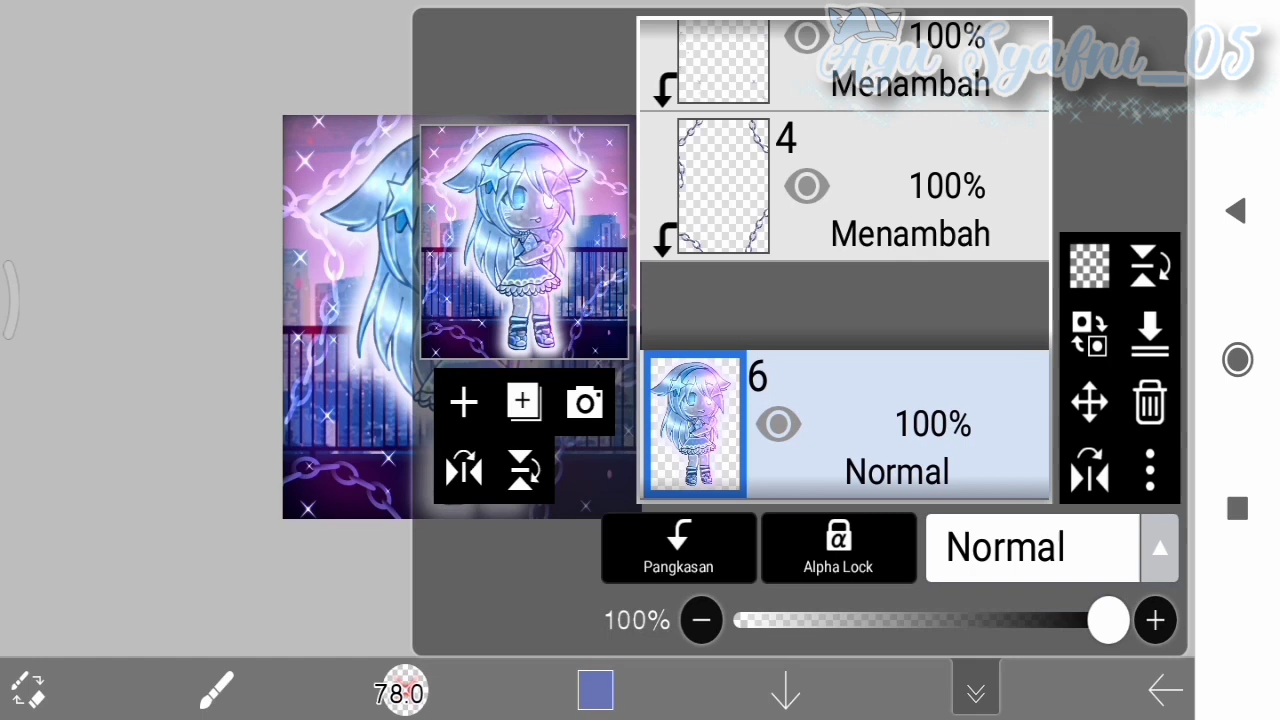 100%
Menambah
Ayu Syafni_05
4
100%
Menambah
6
100%
Normal
Pangkasan
Alpha Lock
Normal
100%
78.0